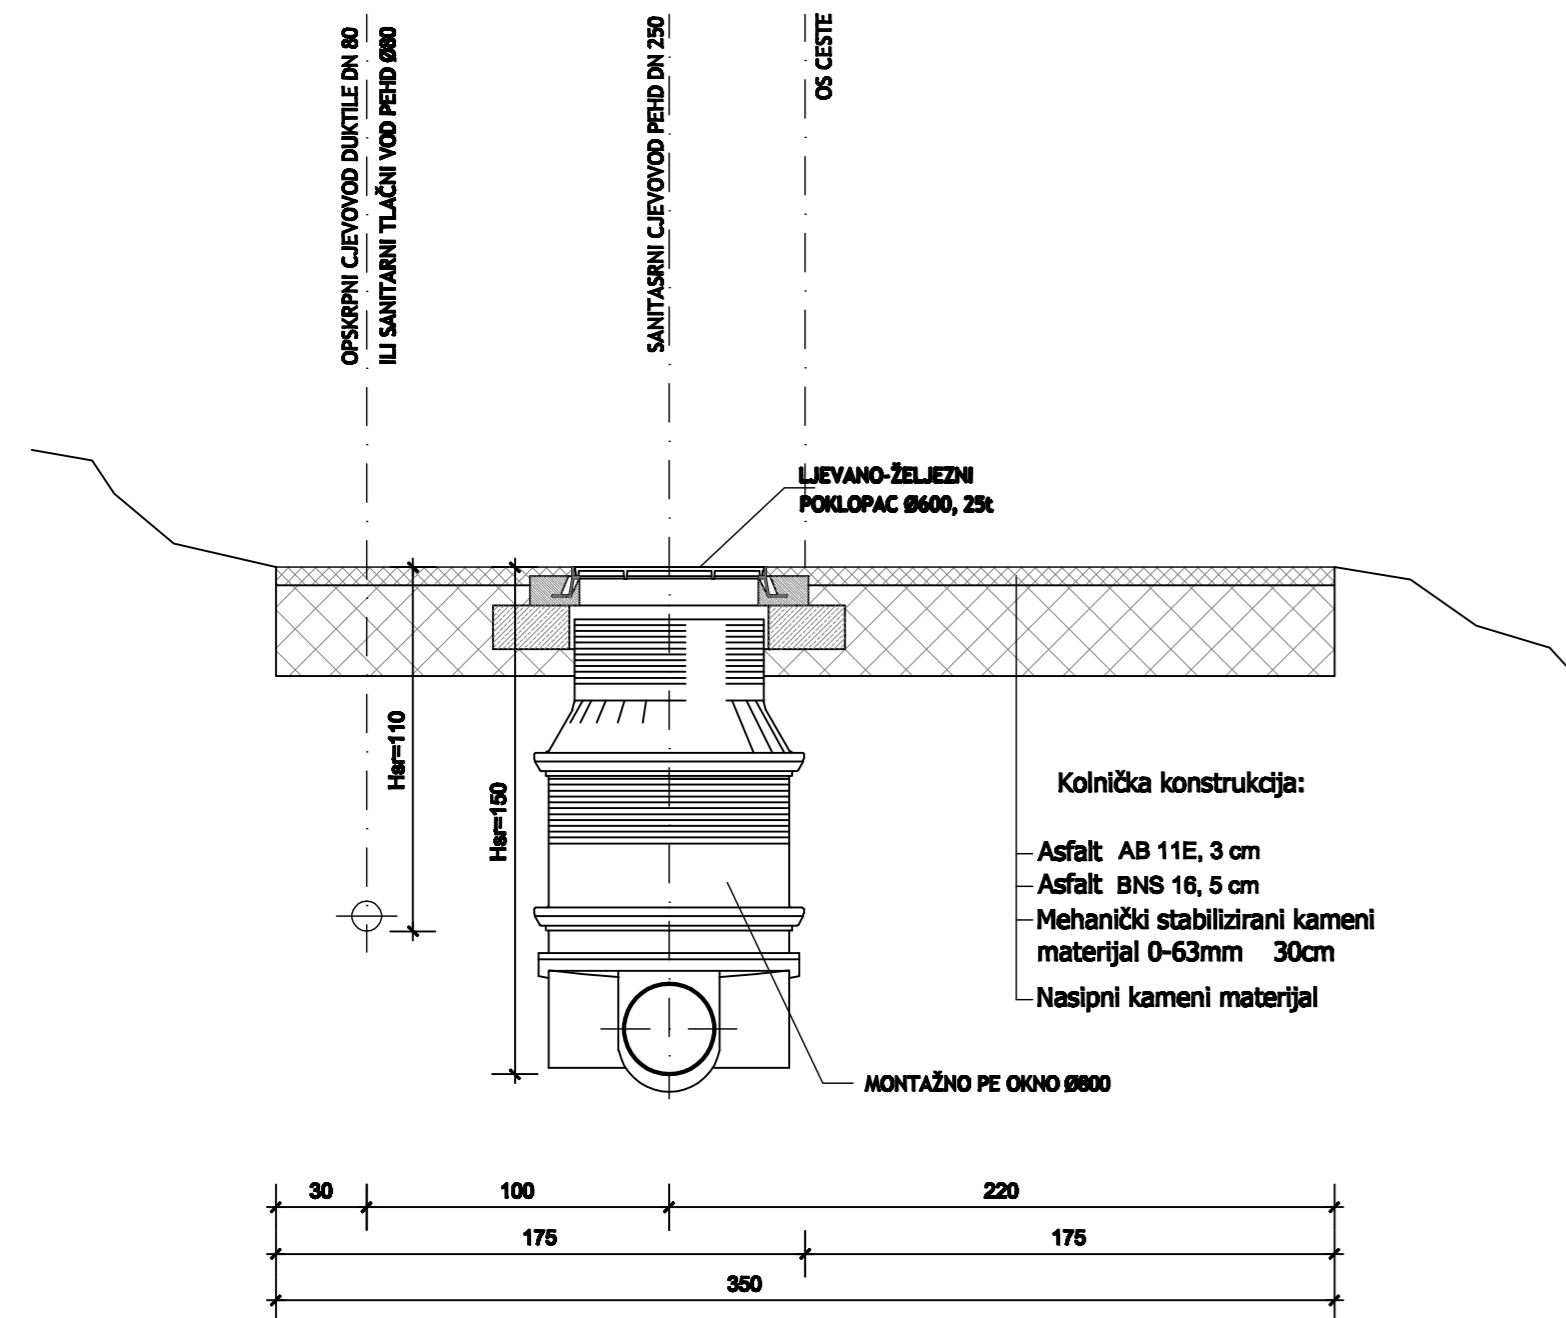 OPSKRPNI CJEVOVOD DUKTILE DN 80
ILI SANITARNI TLAČNI VOD PEHD Ø80
SANITASRNI CJEVOVOD PEHD DN 250
OS CESTE
LJEVANO-ŽELJEZNI
POKLOPAC Ø600, 25t
Hsr=110
Hsr=150
Kolnička konstrukcija:
Asfalt AB 11E, 3 cm
Asfalt BNS 16, 5 cm
Mehanički stabilizirani kameni
materijal 0-63mm 30cm
Nasipni kameni materijal
MONTAŽNO PE OKNO Ø800
30 100 220
175 175
350